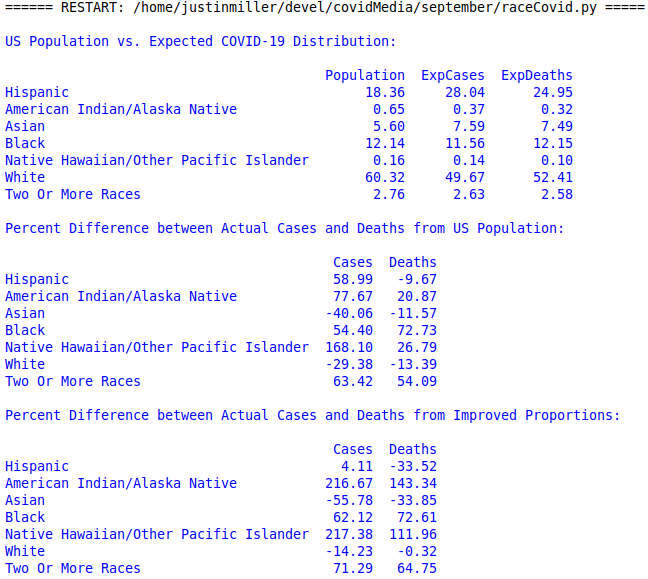 ====== RESTART: /home/justinmiller/devel/covidMedia/september/raceCovid.py =====
US Population vs. Expected COVID-19 Distribution:
Population ExpCases ExpDeaths
Hispanic 18.36 28.04 24.95
American Indian/Alaska Native 0.65 0.37 0.32
Asian 5.60 7.59 7.49
Black 12.14 11.56 12.15
Native Hawaiian/Other Pacific Islander 0.16 0.14 0.10
White 60.32 49.67 52.41
Two Or More Races 2.76 2.63 2.58
Percent Difference between Actual Cases and Deaths from US Population:
Cases Deaths
Hispanic 58.99 -9.67
American Indian/Alaska Native 77.67 20.87
Asian -40.06 -11.57
Black 54.40 72.73
Native Hawaiian/Other Pacific Islander 168.10 26.79
White -29.38 -13.39
Two Or More Races 63.42 54.09
Percent Difference between Actual Cases and Deaths from Improved Proportions:
Cases Deaths
Hispanic 4.11 -33.52
American Indian/Alaska Native 216.67 143.34
Asian -55.78 -33.85
Black 62.12 72.61
Native Hawaiian/Other Pacific Islander 217.38 111.96
White -14.23 -0.32
Two Or More Races 71.29 64.75